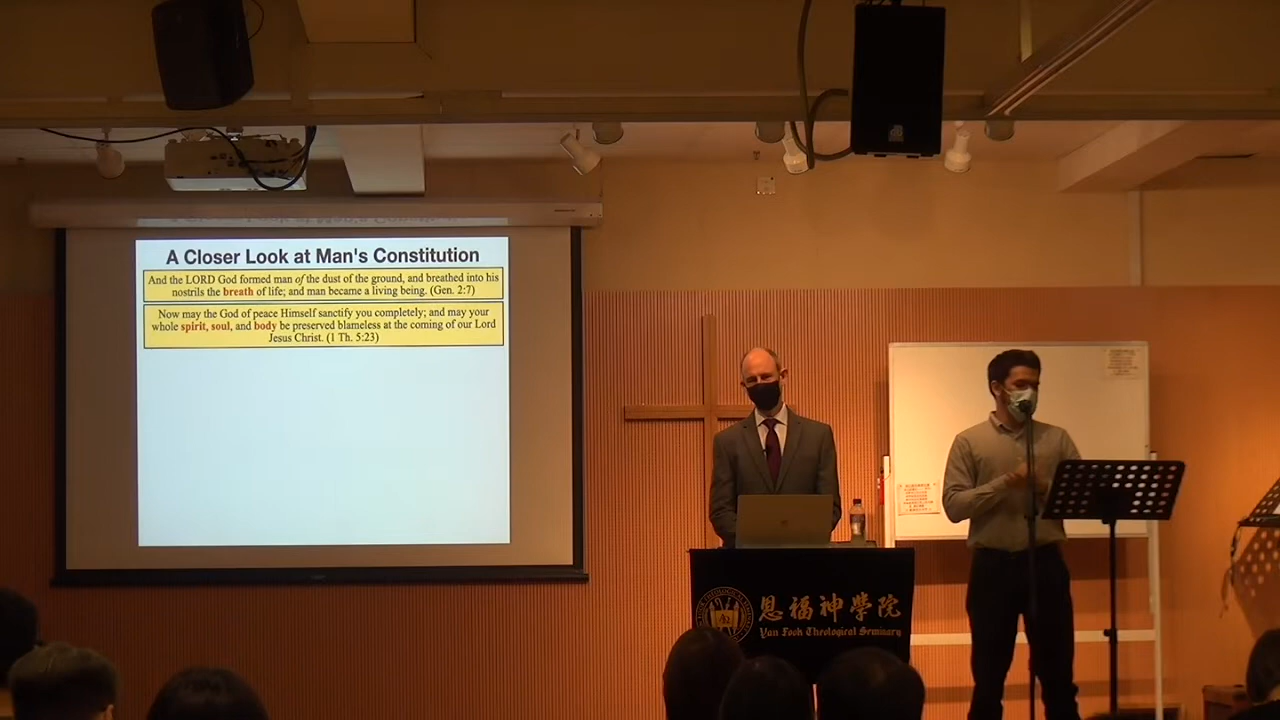 A Closer Look at Man's Constitution
And the LORD God formed man of the dust of the ground, and breathed into his
nostrils the breath of life; and man became a living being. (Gen. 2:7)
Now may the God of peace Himself sanctify you completely; and may your
whole spirit, soul, and body be preserved blameless at the coming of our Lord
Jesus Christ. (1 Th. 5:23)
恩福神學院
Yan Fook Theological Seminary